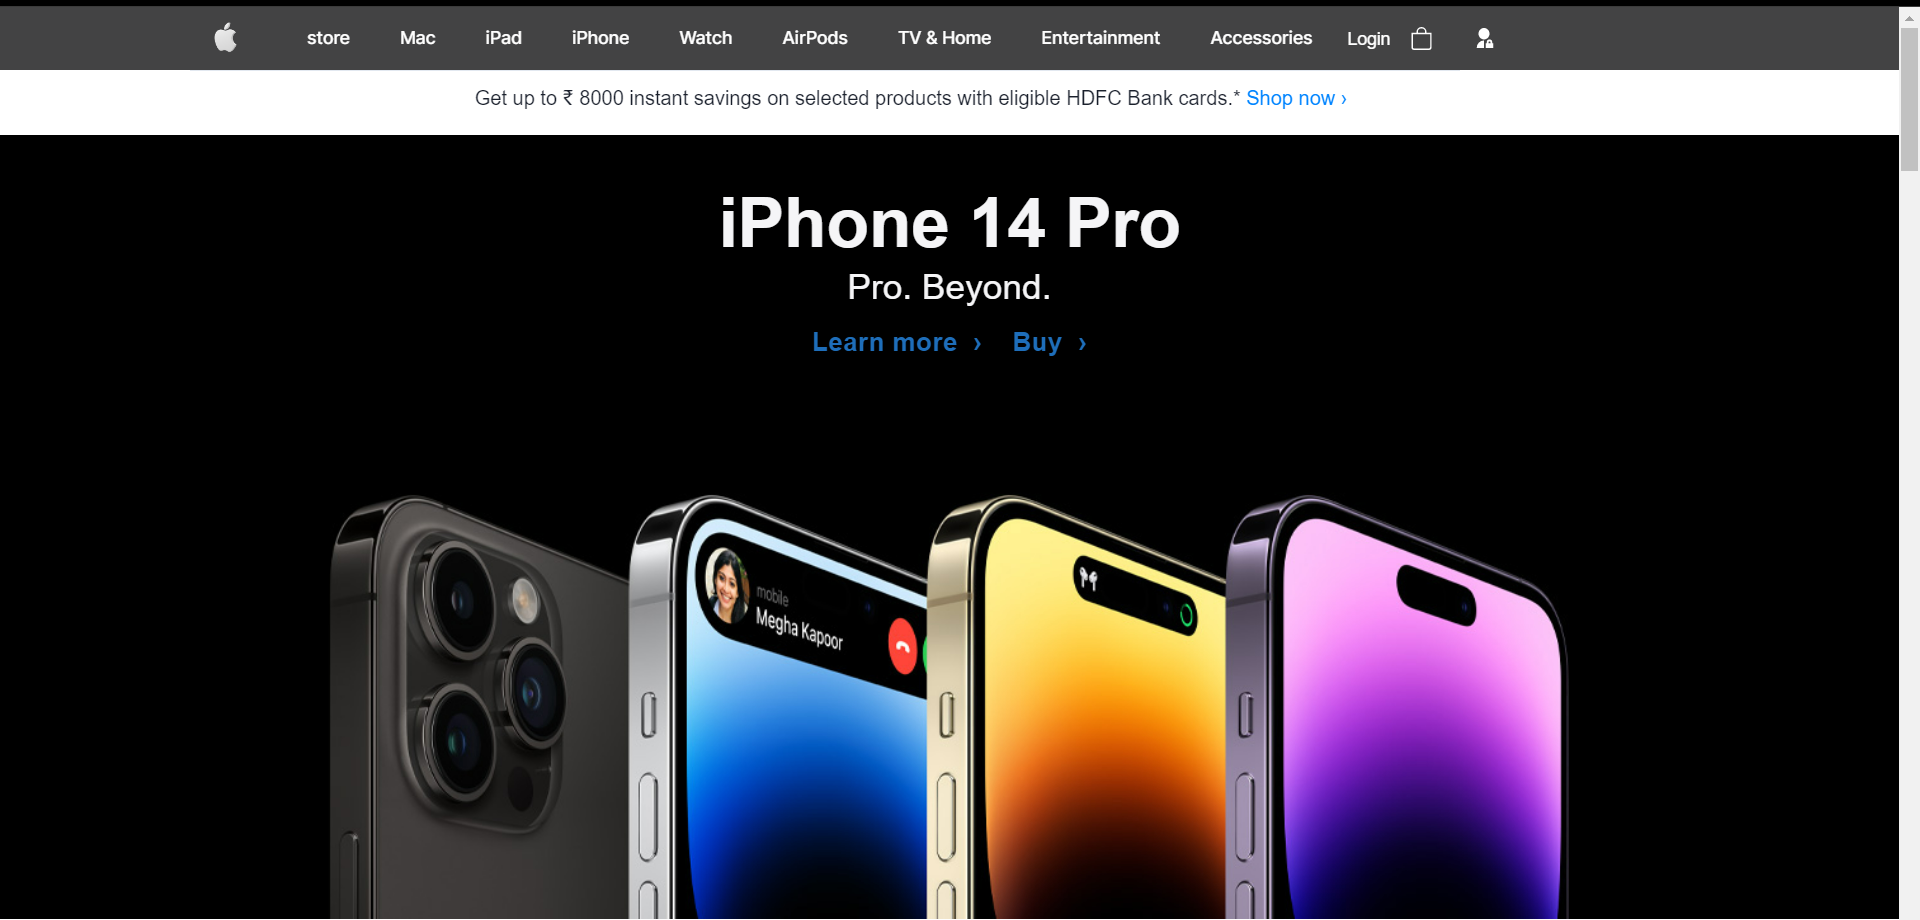 store Mac iPad iPhone Watch AirPods TV & Home Entertainment Accessories Login
Get up to ₹ 8000 instant savings on selected products with eligible HDFC Bank cards.* Shop now ›
iPhone 14 Pro
Pro. Beyond.
Learn more › Buy ›
mobile
Megha Kapoor